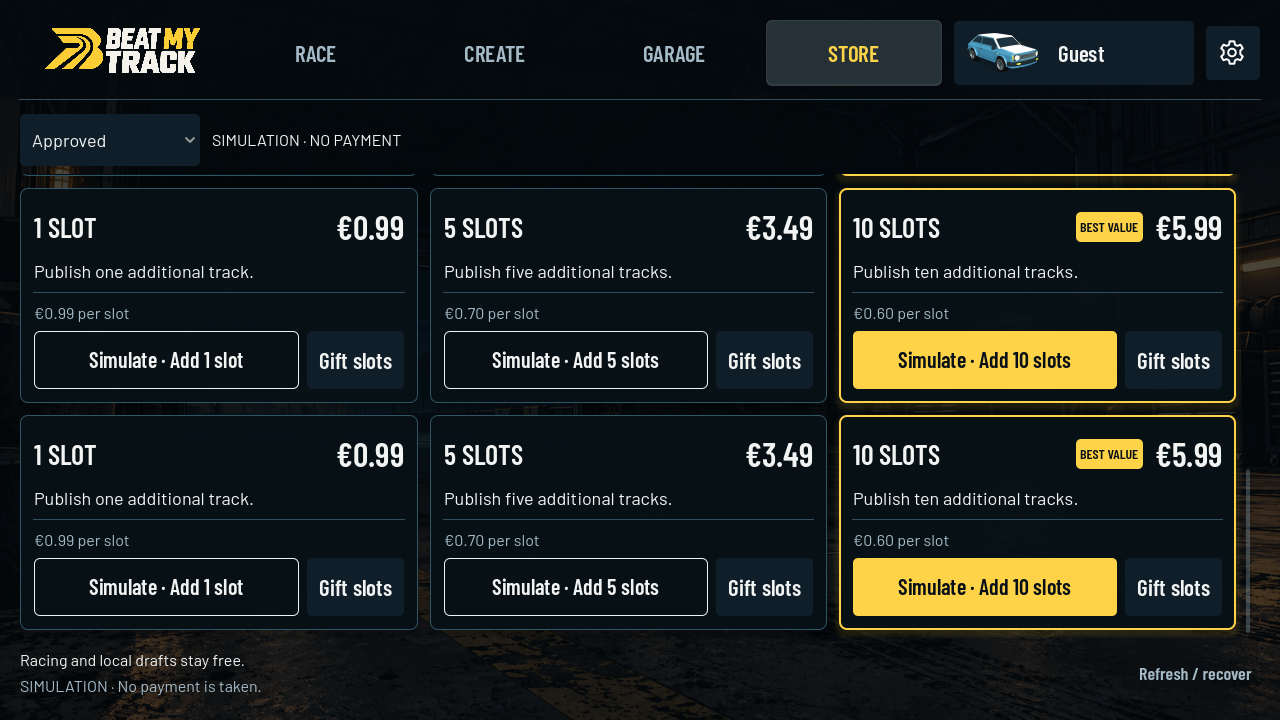 BEAT MY
TRACK
RACE
CREATE
GARAGE
STORE
Guest
Approved
SIMULATION · NO PAYMENT
1 SLOT
€0.99
Publish one additional track.
€0.99 per slot
Simulate · Add 1 slot
Gift slots
5 SLOTS
€3.49
Publish five additional tracks.
€0.70 per slot
Simulate · Add 5 slots
Gift slots
10 SLOTS
BEST VALUE
€5.99
Publish ten additional tracks.
€0.60 per slot
Simulate · Add 10 slots
Gift slots
1 SLOT
€0.99
Publish one additional track.
€0.99 per slot
Simulate · Add 1 slot
Gift slots
5 SLOTS
€3.49
Publish five additional tracks.
€0.70 per slot
Simulate · Add 5 slots
Gift slots
10 SLOTS
BEST VALUE
€5.99
Publish ten additional tracks.
€0.60 per slot
Simulate · Add 10 slots
Gift slots
Racing and local drafts stay free.
SIMULATION · No payment is taken.
Refresh / recover